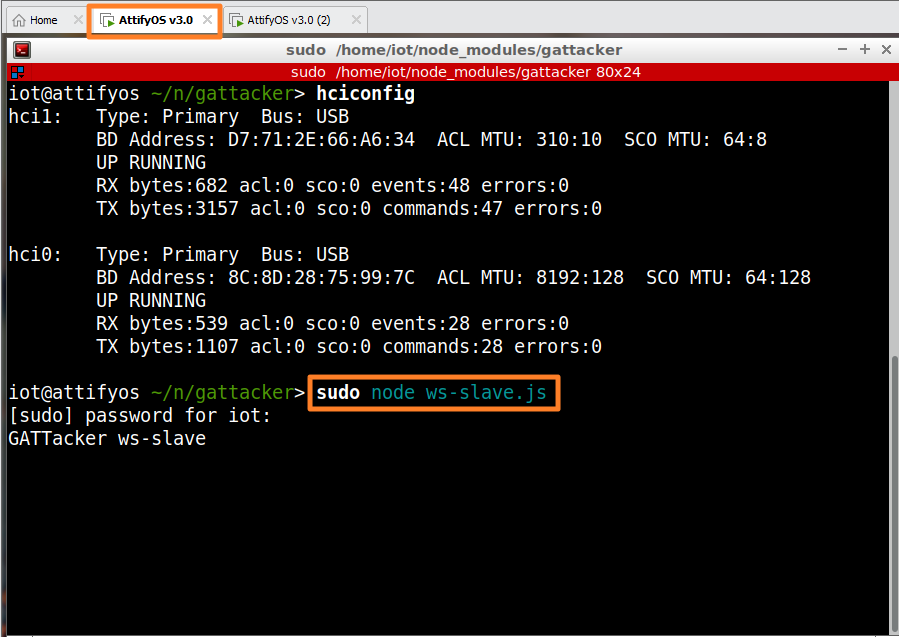 Home
AttifyOS v3.0
AttifyOS v3.0 (2)
sudo /home/iot/node_modules/gattacker
sudo /home/iot/node_modules/gattacker 80x24
iot@attifyos ~/n/gattacker> hciconfig
hci1: Type: Primary Bus: USB
BD Address: D7:71:2E:66:A6:34 ACL MTU: 310:10 SCO MTU: 64:8
UP RUNNING
RX bytes:682 acl:0 sco:0 events:48 errors:0
TX bytes:3157 acl:0 sco:0 commands:47 errors:0
hci0: Type: Primary Bus: USB
BD Address: 8C:8D:28:75:99:7C ACL MTU: 8192:128 SCO MTU: 64:128
UP RUNNING
RX bytes:539 acl:0 sco:0 events:28 errors:0
TX bytes:1107 acl:0 sco:0 commands:28 errors:0
iot@attifyos ~/n/gattacker> sudo node ws-slave.js
[sudo] password for iot:
GATTacker ws-slave